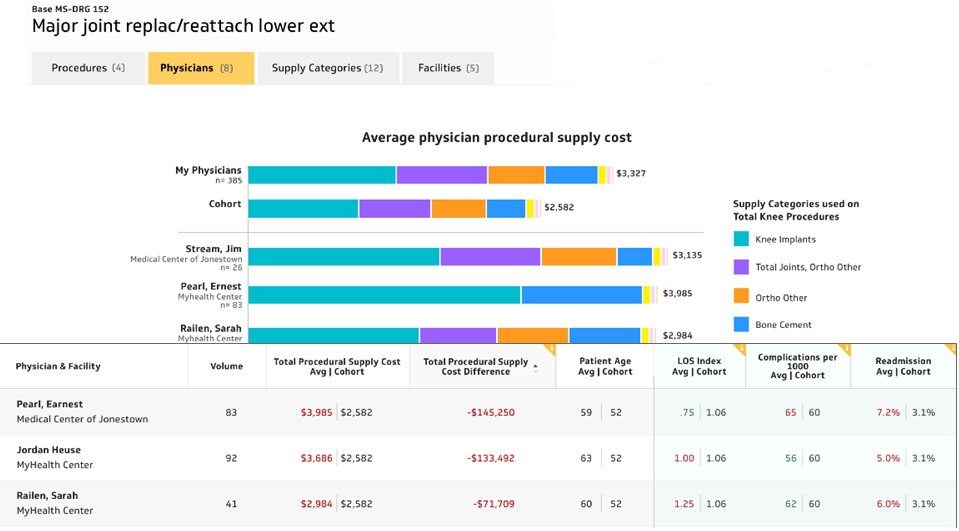 Base MS-DRG 152
Major joint replac/reattach lower ext
Procedures (4)
Physicians (8)
Supply Categories (12)
Facilities (5)
Average physician procedural supply cost
My Physicians
n= 385
$3,327
Cohort
$2,582
Stream, Jim
Medical Center of Jonestown
n= 26
$3,135
Pearl, Ernest
Myhealth Center
n= 83
$3,985
Railen, Sarah
Myhealth Center
$2,984
Supply Categories used on
Total Knee Procedures
Knee Implants
Total Joints, Ortho Other
Ortho Other
Bone Cement
Physician & Facility
Volume
Total Procedural Supply Cost
Avg | Cohort
Total Procedural Supply
Cost Difference
Patient Age
Avg | Cohort
LOS Index
Avg | Cohort
Complications per
1000
Avg | Cohort
Readmission
Avg | Cohort
Pearl, Earnest
Medical Center of Jonestown
83 $3,985 | $2,582 -$145,250 59 | 52 .75 | 1.06 65 | 60 7.2% | 3.1%
Jordan Heuse
MyHealth Center
92 $3,686 | $2,582 -$133,492 63 | 52 1.00 | 1.06 56 | 60 5.0% | 3.1%
Railen, Sarah
MyHealth Center
41 $2,984 | $2,582 -$71,709 60 | 52 1.25 | 1.06 62 | 60 6.0% | 3.1%